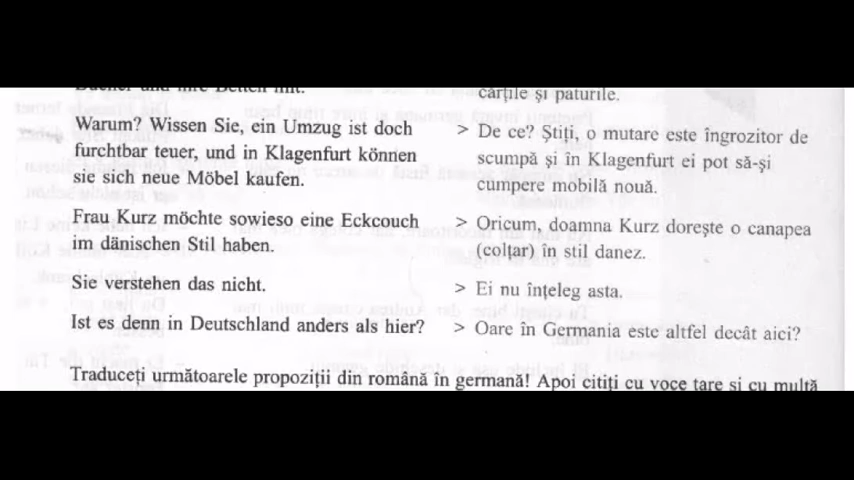 Bücher und ihre Betten mit.
cărțile și paturile.
Warum? Wissen Sie, ein Umzug ist doch
furchtbar teuer, und in Klagenfurt können
sie sich neue Möbel kaufen.
> De ce? Știți, o mutare este îngrozitor de
scumpă și în Klagenfurt ei pot să-și
cumpere mobilă nouă.
Frau Kurz möchte sowieso eine Eckcouch
im dänischen Stil haben.
> Oricum, doamna Kurz dorește o canapea
(colțar) în stil danez.
Sie verstehen das nicht.
> Ei nu înțeleg asta.
Ist es denn in Deutschland anders als hier?
> Oare în Germania este altfel decât aici?
Traduceți următoarele propoziții din română în germană! Apoi citiți cu voce tare și cu multă